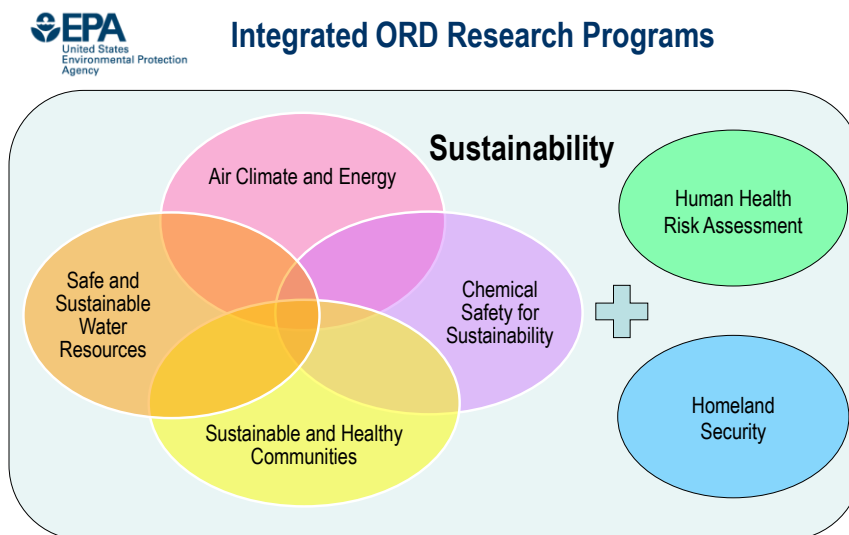 EPA
United States
Environmental Protection
Agency
Integrated ORD Research Programs
Sustainability
Air Climate and Energy
Safe and
Sustainable
Water
Resources
Chemical
Safety for
Sustainability
Sustainable and Healthy
Communities
Human Health
Risk Assessment
Homeland
Security